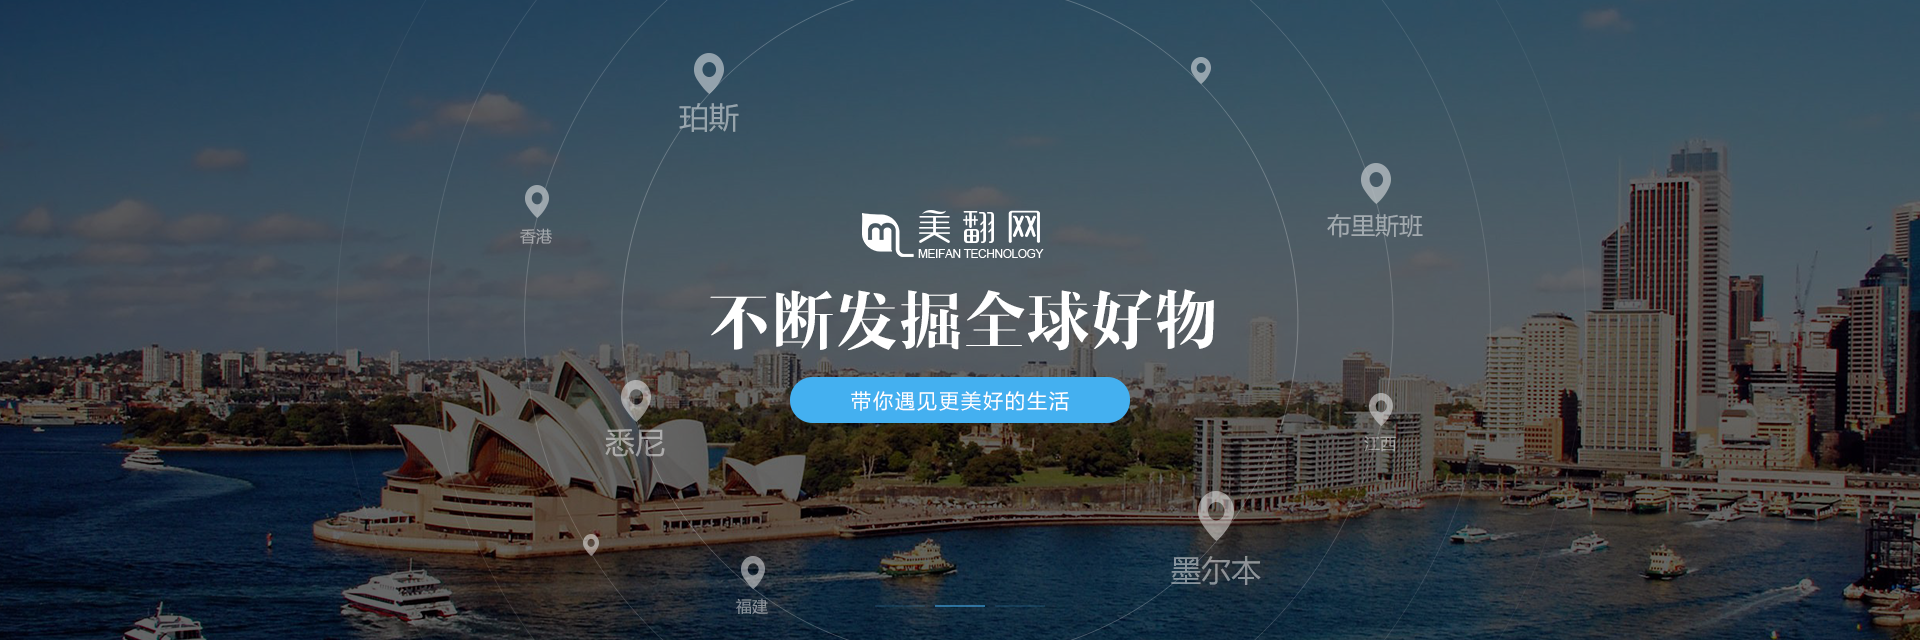 珀斯
香港
布里斯班
美翻网
MEIFAN TECHNOLOGY
不断发掘全球好物
带你遇见更美好的生活
悉尼
江西
墨尔本
福建